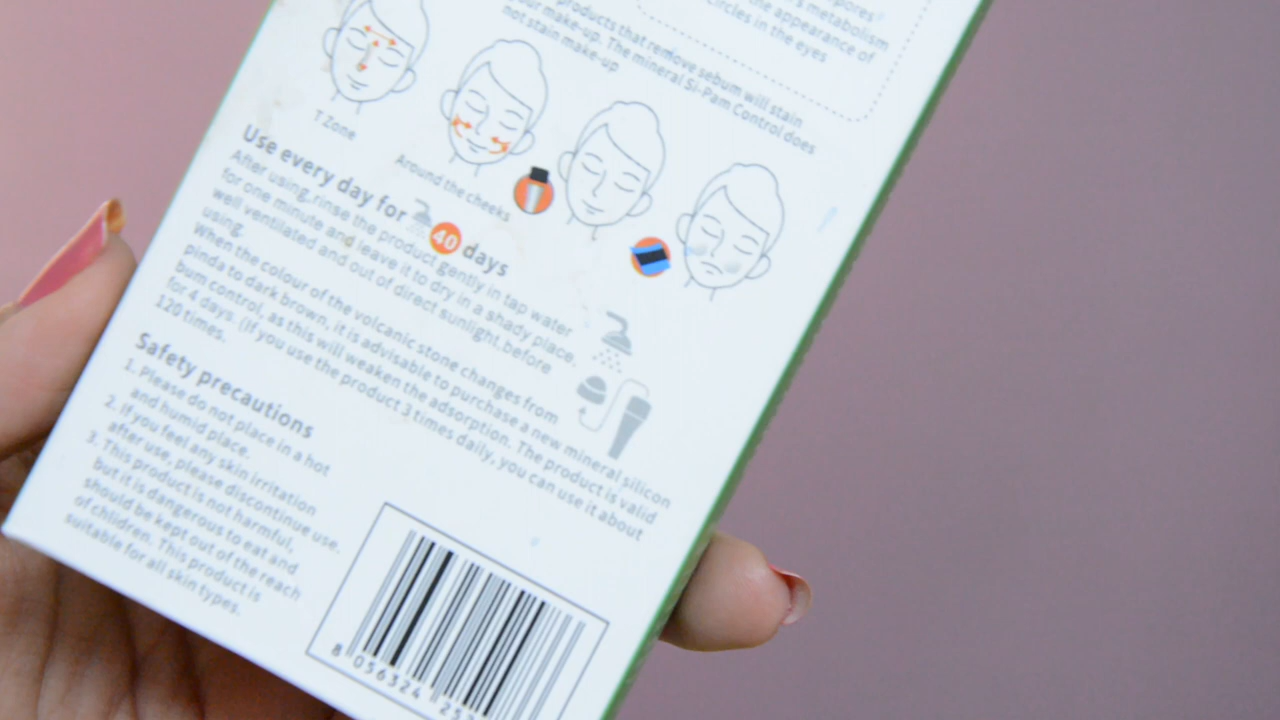 pores
s metabolism
the appearance of
Circles in the eyes
products that remove sebum will stain
our make-up. The mineral Si-Pam Control does
not stain make-up
T Zone
Around the cheeks
Use every day for 40 days
After using, rinse the product gently in tap water
for one minute and leave it to dry in a shady place,
well ventilated and out of direct sunlight, before
using.
When the colour of the volcanic stone changes from
pinda to dark brown, it is advisable to purchase a new mineral silicon
bum control, as this will weaken the adsorption. The product is valid
for 4 days. (If you use the product 3 times daily, you can use it about
120 times.
Safety precautions
1. Please do not place in a hot
and humid place.
2. If you feel any skin irritation
after use, please discontinue use.
3. This product is not harmful,
but it is dangerous to eat and
should be kept out of the reach
of children. This product is
suitable for all skin types.
8 056324 25